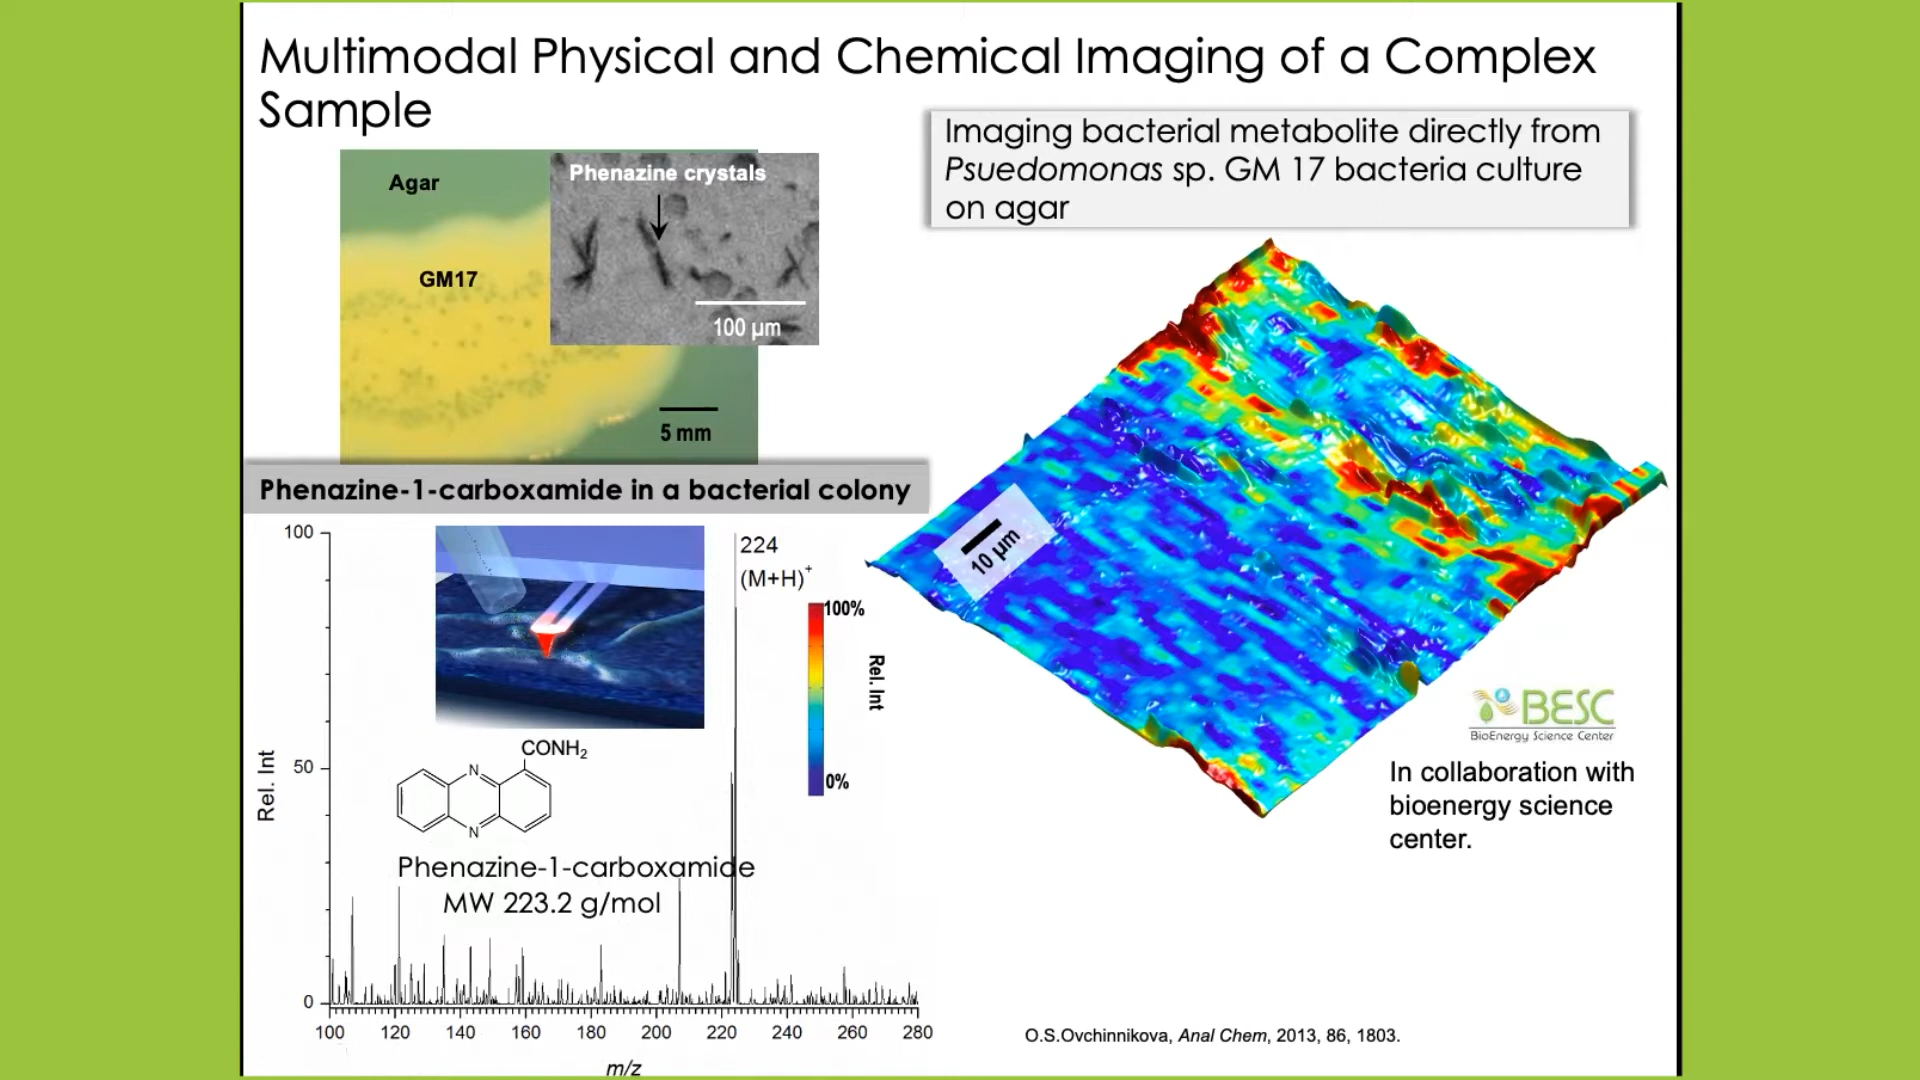 Multimodal Physical and Chemical Imaging of a Complex
Sample
Imaging bacterial metabolite directly from
Psuedomonas sp. GM 17 bacteria culture
on agar
Agar
GM17
5 mm
Phenazine crystals
100 µm
Phenazine-1-carboxamide in a bacterial colony
100
50
0
Rel. Int
224
(M+H)+
100%
0%
Rel. Int
CONH2
N
N
Phenazine-1-carboxamide
MW 223.2 g/mol
100 120 140 160 180 200 220 240 260 280
m/z
10 µm
BESC
BioEnergy Science Center
In collaboration with
bioenergy science
center.
O.S.Ovchinnikova, Anal Chem, 2013, 86, 1803.